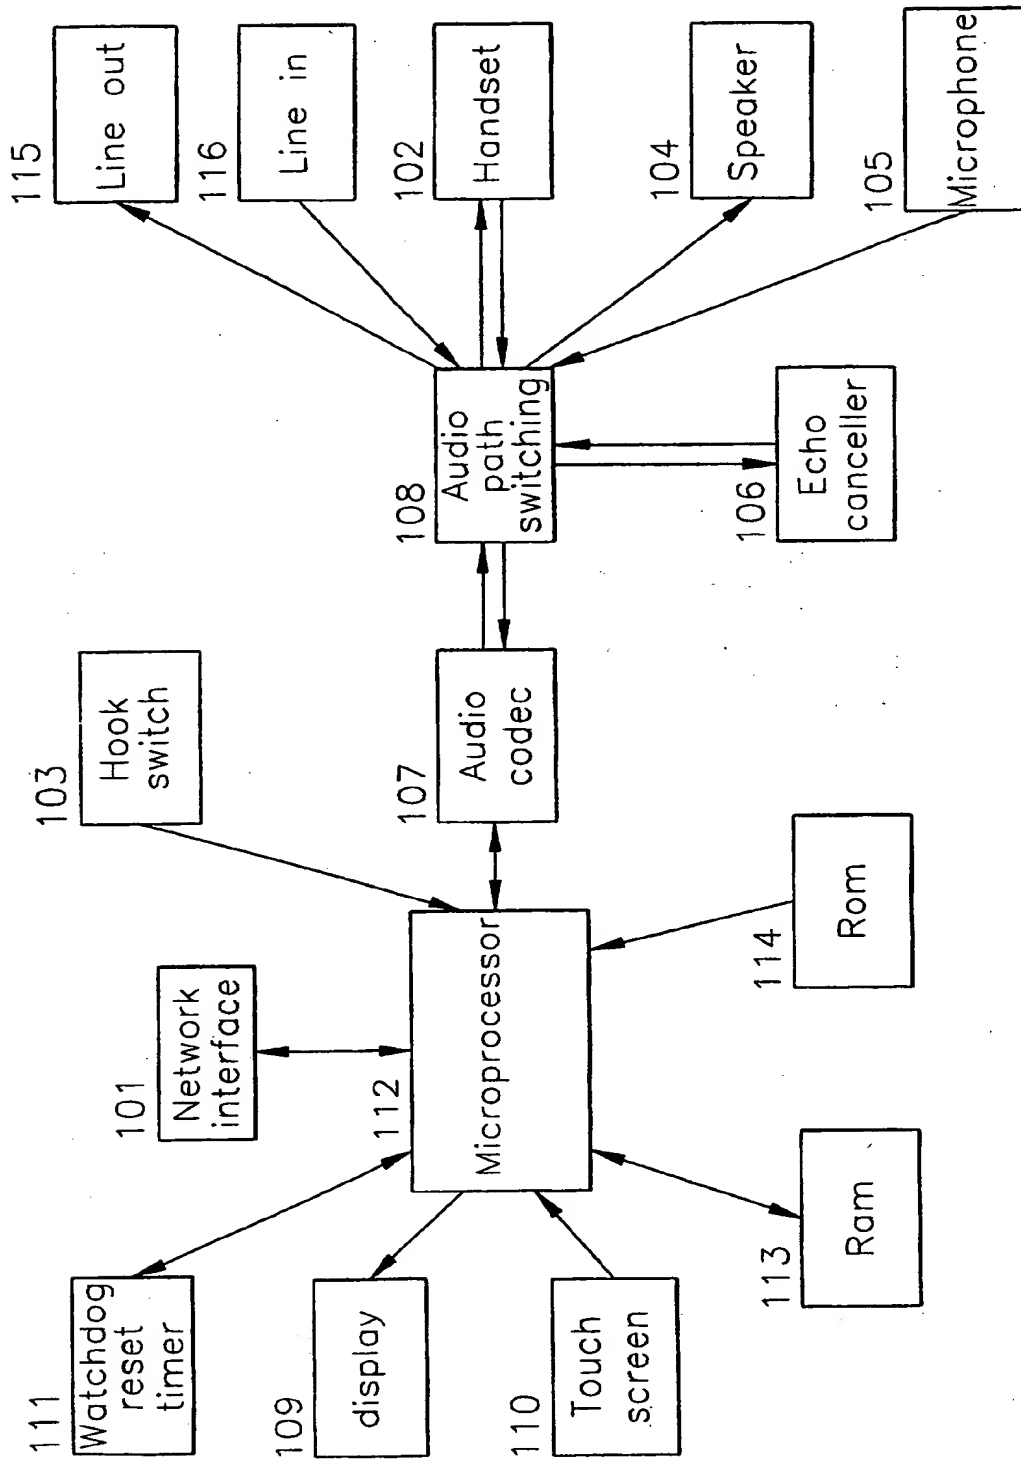 111
Watchdog
reset
timer
109
display
110
Touch
screen
101
Network
interface
112
Microprocessor
113
Ram
114
Rom
103
Hook
switch
107
Audio
codec
108
Audio
path
switching
106
Echo
canceller
115
Line out
116
Line in
102
Handset
104
Speaker
105
Microphone